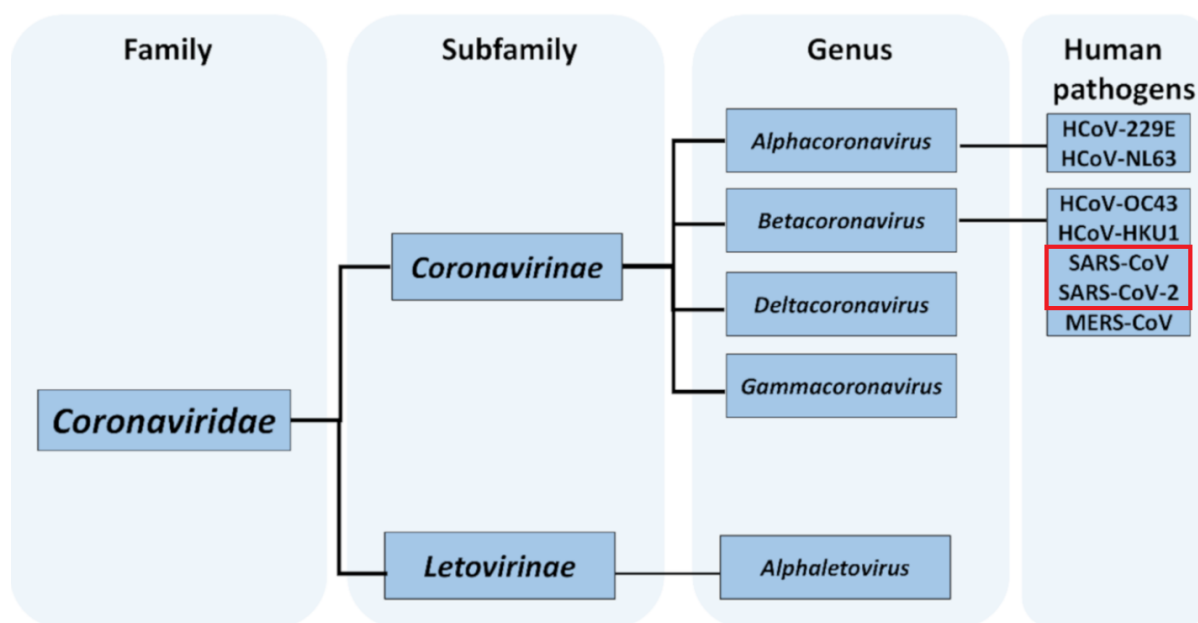 Family
Subfamily
Genus
Human
pathogens
Alphacoronavirus
HCoV-229E
HCoV-NL63
Betacoronavirus
HCoV-OC43
HCoV-HKU1
SARS-CoV
SARS-CoV-2
MERS-CoV
Coronavirinae
Deltacoronavirus
Gammacoronavirus
Coronaviridae
Letovirinae
Alphaletovirus